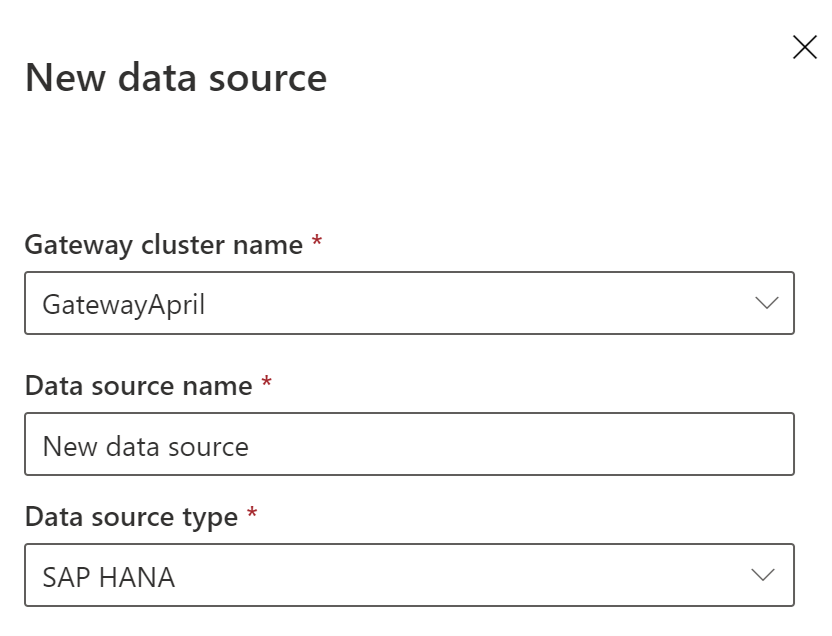 New data source
Gateway cluster name *
GatewayApril
Data source name *
New data source
Data source type *
SAP HANA